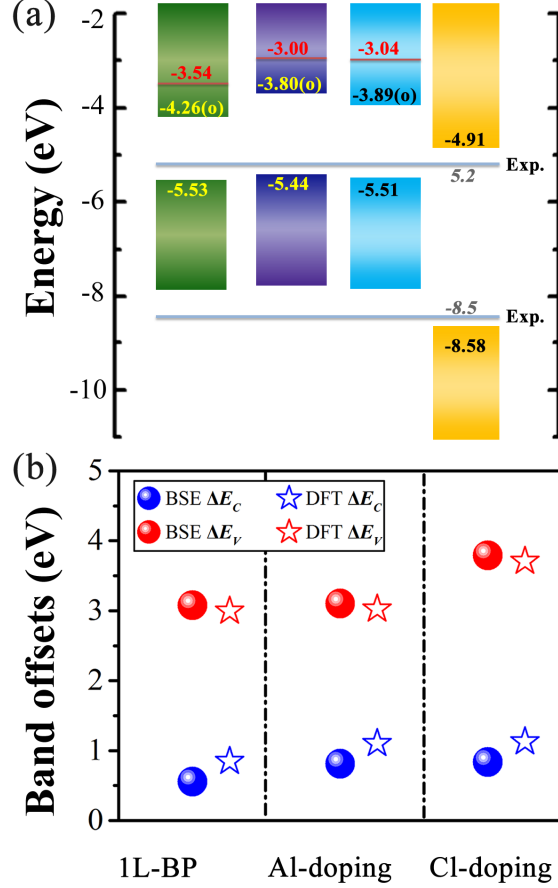 (a)
Energy (eV)
-2
-4
-6
-8
-10
-3.54
-4.26(o)
-3.00
-3.80(o)
-3.04
-3.89(o)
-4.91
Exp.
5.2
-5.53
-5.44
-5.51
-8.5
Exp.
-8.58
(b)
Band offsets (eV)
5
4
3
2
1
0
BSE ΔE_C DFT ΔE_C
BSE ΔE_V DFT ΔE_V
1L-BP Al-doping Cl-doping